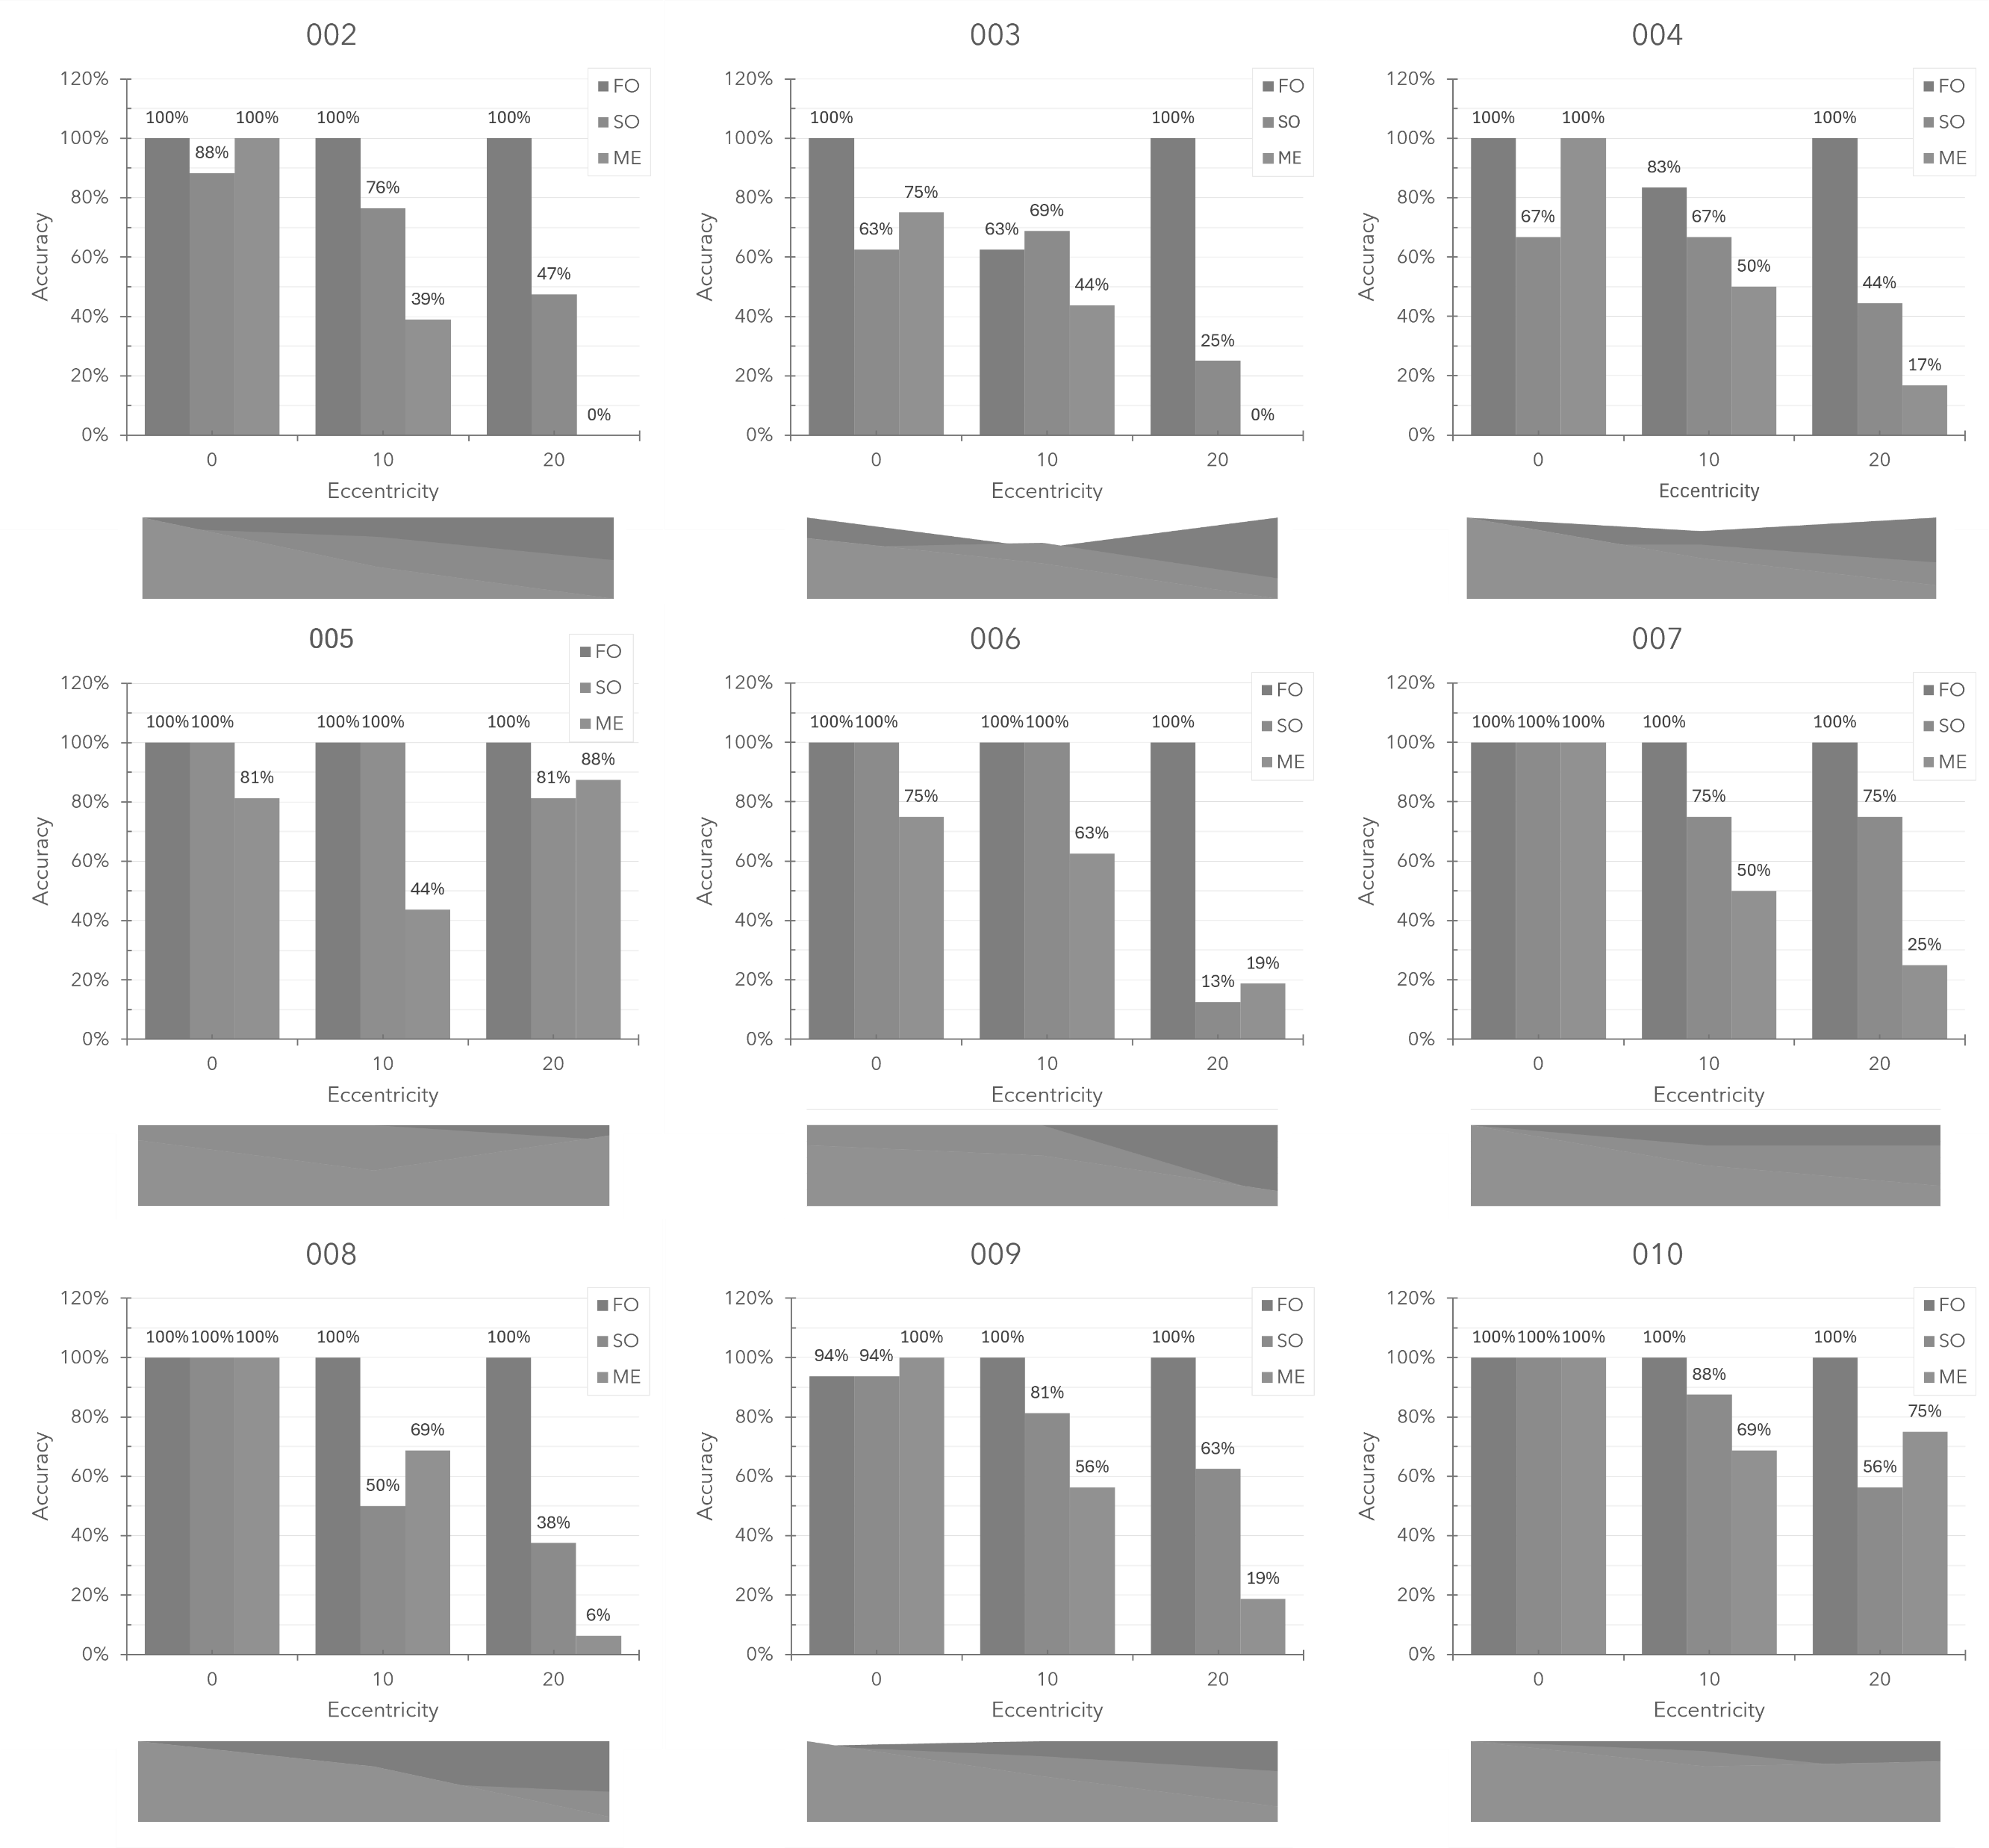 002
120%
100%
80%
60%
40%
20%
0%
Accuracy
100% 88% 100% 100% 76% 39% 100% 47% 0%
0 10 20
Eccentricity
FO
SO
ME
003
120%
100%
80%
60%
40%
20%
0%
Accuracy
100% 63% 75% 63% 69% 44% 100% 25% 0%
0 10 20
Eccentricity
FO
SO
ME
004
120%
100%
80%
60%
40%
20%
0%
Accuracy
100% 67% 100% 83% 67% 50% 100% 44% 17%
0 10 20
Eccentricity
FO
SO
ME
005
120%
100%
80%
60%
40%
20%
0%
Accuracy
100% 100% 81% 100% 100% 44% 100% 81% 88%
0 10 20
Eccentricity
FO
SO
ME
006
120%
100%
80%
60%
40%
20%
0%
Accuracy
100% 100% 75% 100% 100% 63% 100% 13% 19%
0 10 20
Eccentricity
FO
SO
ME
007
120%
100%
80%
60%
40%
20%
0%
Accuracy
100% 100% 100% 100% 75% 50% 100% 75% 25%
0 10 20
Eccentricity
FO
SO
ME
008
120%
100%
80%
60%
40%
20%
0%
Accuracy
100% 100% 100% 100% 50% 69% 100% 38% 6%
0 10 20
Eccentricity
FO
SO
ME
009
120%
100%
80%
60%
40%
20%
0%
Accuracy
94% 94% 100% 100% 81% 56% 100% 63% 19%
0 10 20
Eccentricity
FO
SO
ME
010
120%
100%
80%
60%
40%
20%
0%
Accuracy
100% 100% 100% 100% 88% 69% 100% 56% 75%
0 10 20
Eccentricity
FO
SO
ME